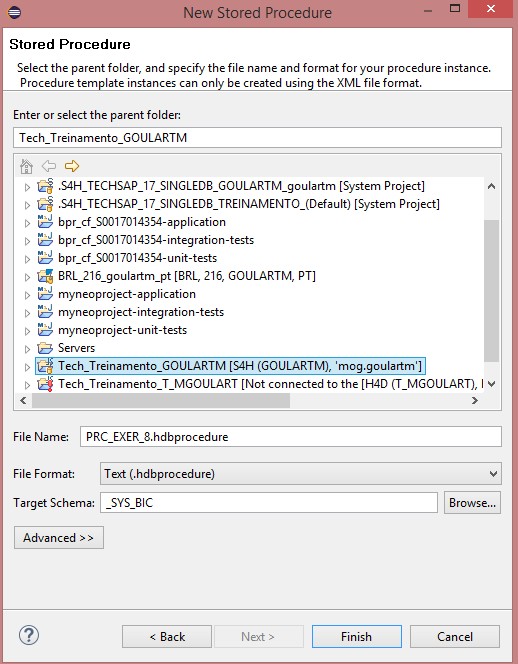 New Stored Procedure
Stored Procedure
Select the parent folder, and specify the file name and format for your procedure instance.
Procedure template instances can only be created using the XML file format.
Enter or select the parent folder:
Tech_Treinamento_GOULARTM
.S4H_TECHSAP_17_SINGLEDB_GOULARTM_goulartm [System Project]
.S4H_TECHSAP_17_SINGLEDB_TREINAMENTO_(Default) [System Project]
bpr_cf_S0017014354-application
bpr_cf_S0017014354-integration-tests
bpr_cf_S0017014354-unit-tests
BRL_216_goulartm_pt [BRL, 216, GOULARTM, PT]
myneoproject-application
myneoproject-integration-tests
myneoproject-unit-tests
Servers
Tech_Treinamento_GOULARTM [S4H (GOULARTM), 'mog.goulartm']
Tech_Treinamento_T_MGOULART [Not connected to the [H4D (T_MGOULART),
File Name: PRC_EXER_8.hdbprocedure
File Format: Text (.hdbprocedure)
Target Schema: _SYS_BIC Browse...
Advanced >>
? < Back Next > Finish Cancel